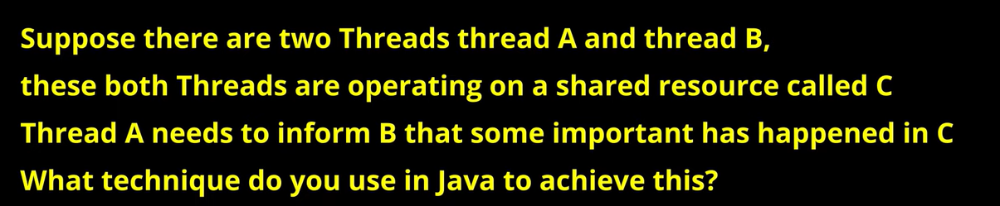 Suppose there are two Threads thread A and thread B,
these both Threads are operating on a shared resource called C
Thread A needs to inform B that some important has happened in C
What technique do you use in Java to achieve this?